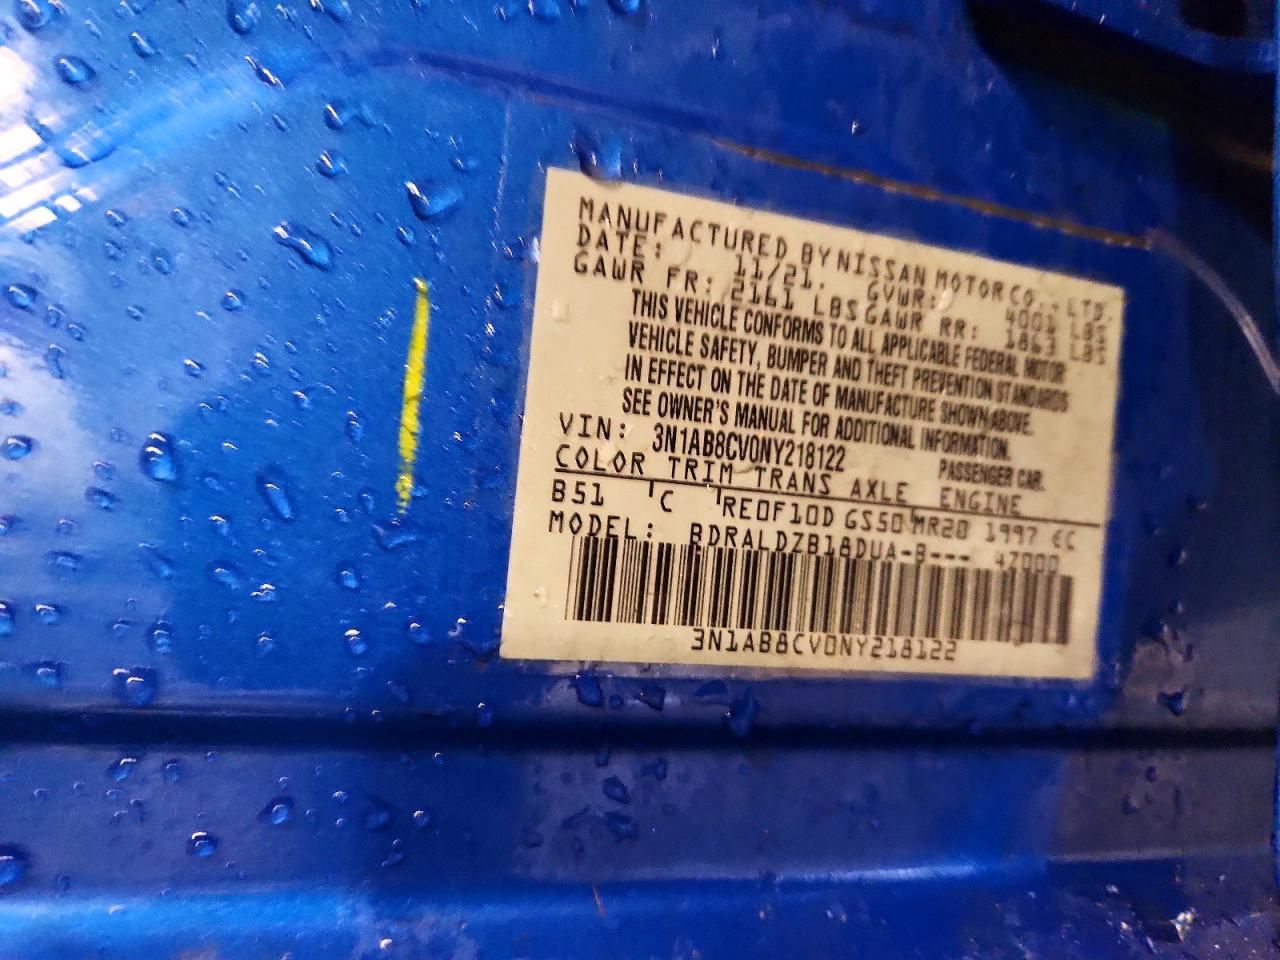 MANUFACTURED BY NISSAN MOTOR CO., LTD.
DATE: 11/21. GVWR: 4001 LBS
GAWR FR: 2161 LBS GAWR RR: 1863 LBS
THIS VEHICLE CONFORMS TO ALL APPLICABLE FEDERAL MOTOR
VEHICLE SAFETY, BUMPER AND THEFT PREVENTION STANDARDS
IN EFFECT ON THE DATE OF MANUFACTURE SHOWN ABOVE.
SEE OWNER'S MANUAL FOR ADDITIONAL INFORMATION.
VIN: 3N1AB8CV0NY218122 PASSENGER CAR.
COLOR TRIM TRANS AXLE ENGINE
B51 C RE0F10D GS50 MR20 1997 CC
MODEL: BDRALDZB18DUA-B--- 47000
3N1AB8CV0NY218122